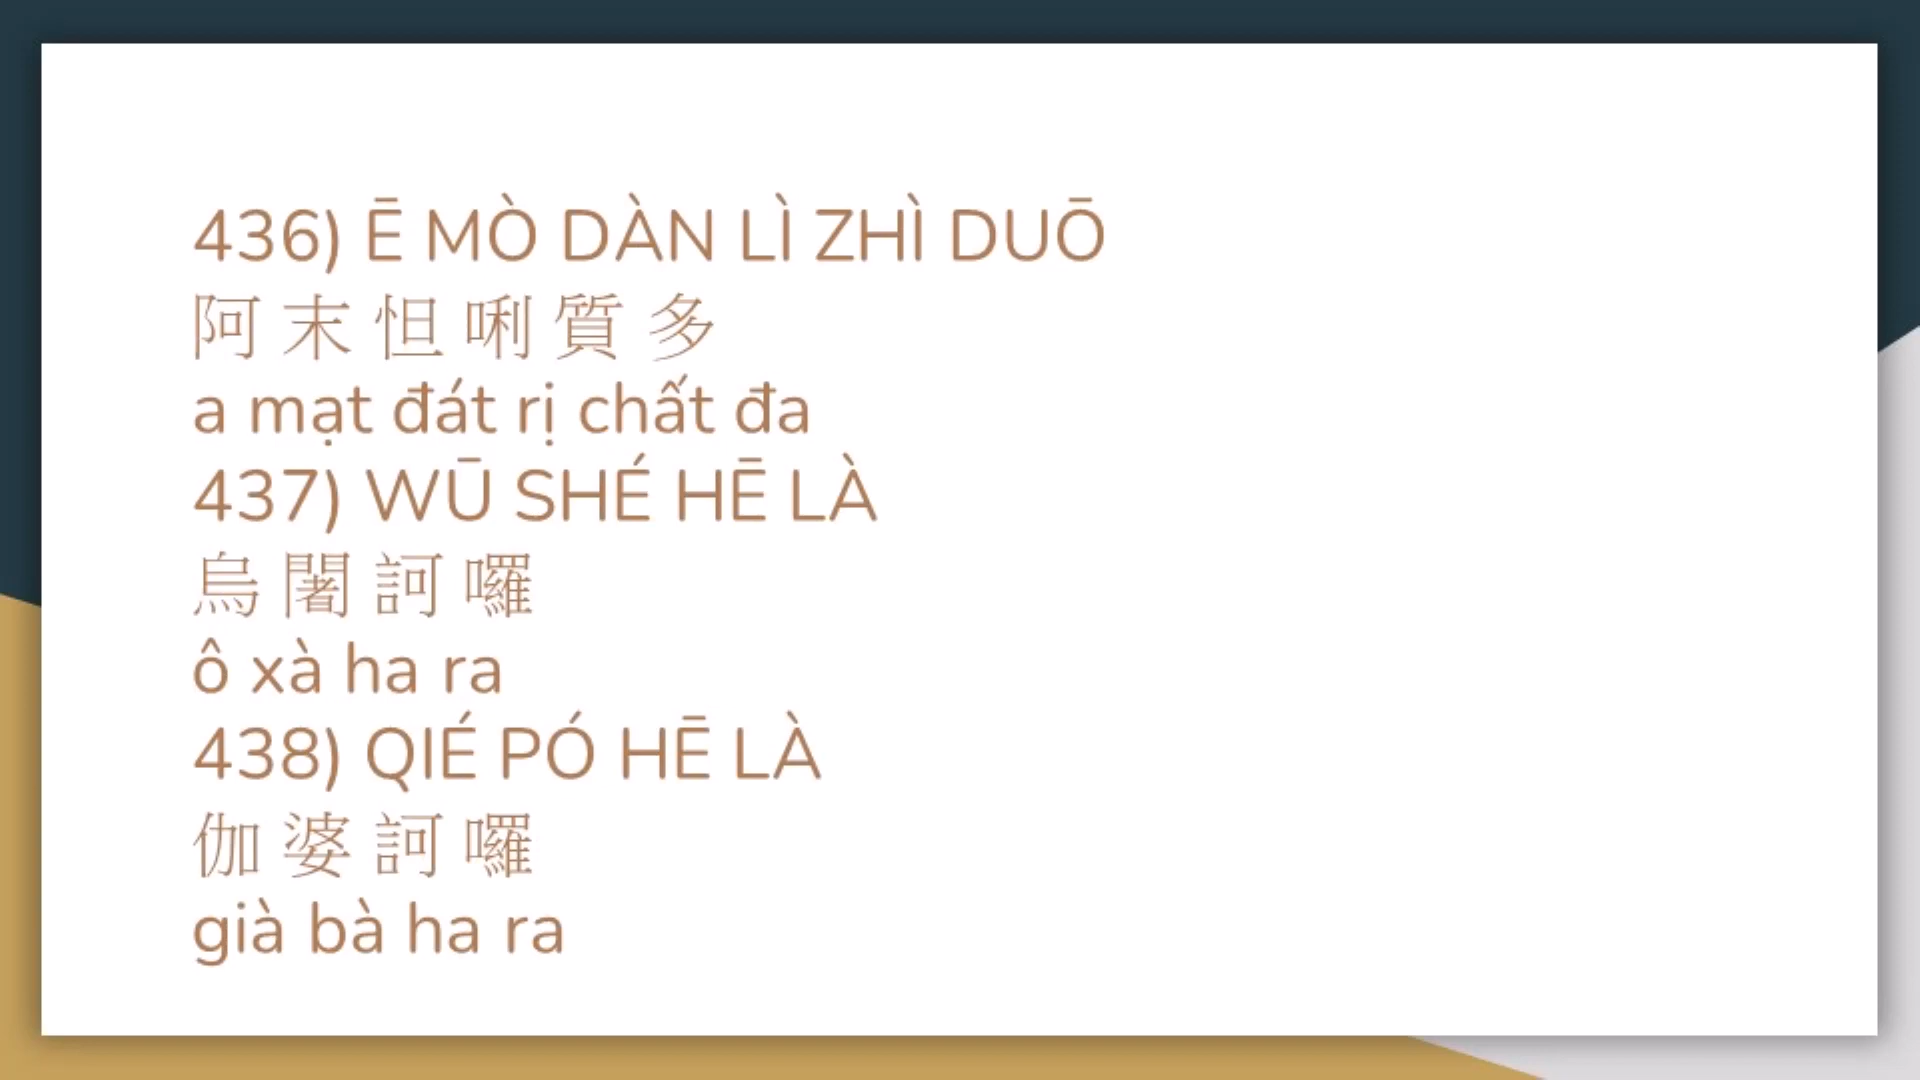 436) Ē MÒ DÀN LÌ ZHÌ DUŌ
阿 末 怛 唎 質 多
a mạt đát rị chất đa
437) WŪ SHÉ HĒ LÀ
烏 闍 訶 囉
ô xà ha ra
438) QIÉ PÓ HĒ LÀ
伽 婆 訶 囉
già bà ha ra